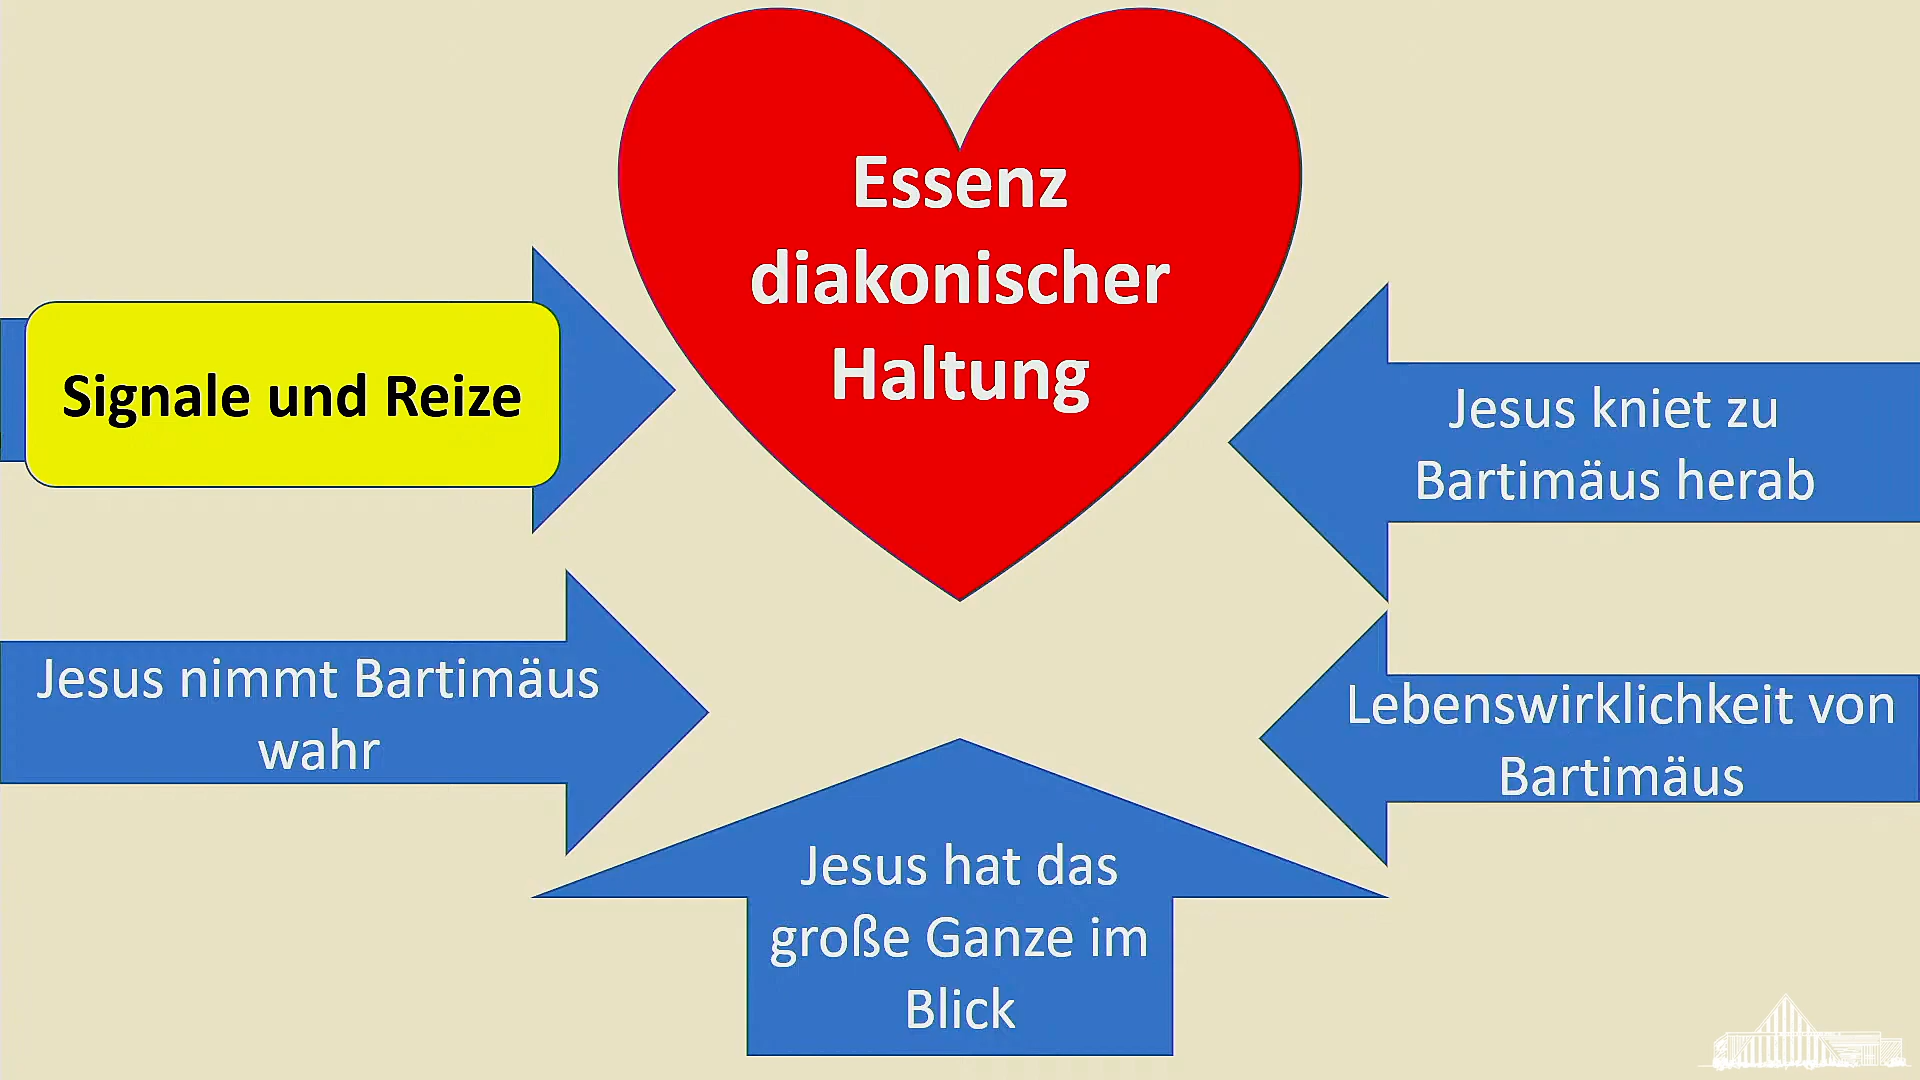 Essenz
diakonischer
Haltung
Signale und Reize
Jesus kniet zu
Bartimäus herab
Jesus nimmt Bartimäus
wahr
Lebenswirklichkeit von
Bartimäus
Jesus hat das
große Ganze im
Blick